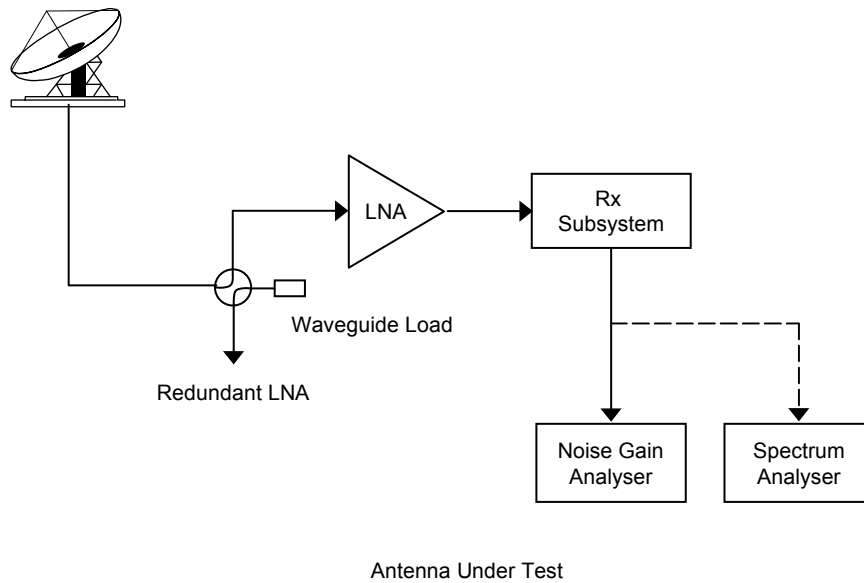 LNA
Rx
Subsystem
Waveguide Load
Redundant LNA
Noise Gain
Analyser
Spectrum
Analyser
Antenna Under Test